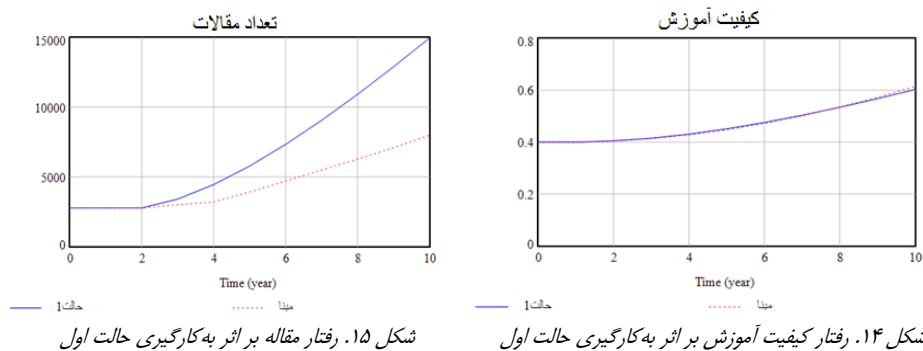 تعداد مقالات
15000
10000
5000
0
0 2 4 6 8 10
Time (year)
حالت1
مبنا
شکل ۱۵. رفتار مقاله بر اثر به‌کارگیری حالت اول
کیفیت آموزش
0.8
0.6
0.4
0.2
0
0 2 4 6 8 10
Time (year)
حالت1
مبنا
شکل ۱۴. رفتار کیفیت آموزش بر اثر به‌کارگیری حالت اول